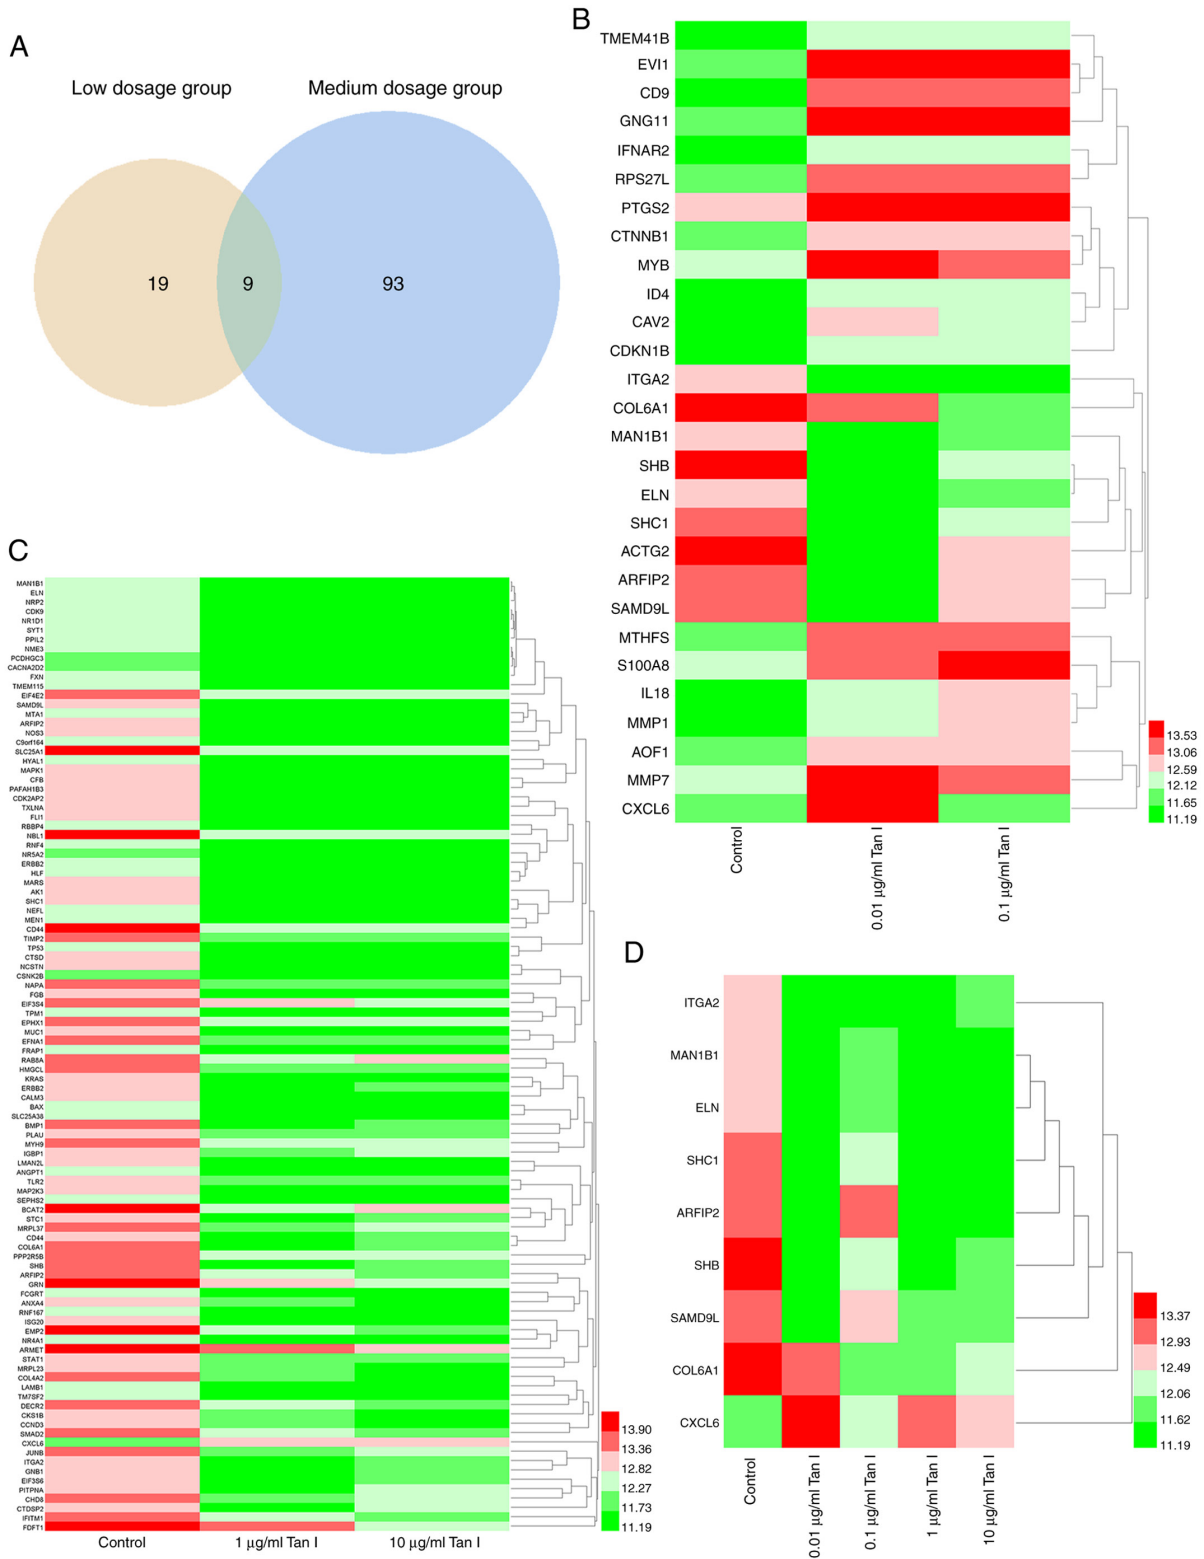 A
Low dosage group
Medium dosage group
19
9
93
B
TMEM41B
EVI1
CD9
GNG11
IFNAR2
RPS27L
PTGS2
CTNNB1
MYB
ID4
CAV2
CDKN1B
ITGA2
COL6A1
MAN1B1
SHB
ELN
SHC1
ACTG2
ARFIP2
SAMD9L
MTHFS
S100A8
IL18
MMP1
AOF1
MMP7
CXCL6
13.53
13.06
12.59
12.12
11.65
11.19
Control
0.01 µg/ml Tan I
0.1 µg/ml Tan I
C
MAN1B1
ELN
NRP2
CDK9
NR1D1
SYT1
PPIL2
NME3
PCDHGC3
CACNA2D2
FXN
TMEM115
EIF4E2
SAMD9L
MTA1
ARFIP2
NOS3
C9orf164
SLC25A1
HYAL1
MAPK1
CFB
PAFAH1B3
CDK2AP2
TXLNA
FLI1
RBBP4
NBL1
RNF4
NR5A2
ERBB2
HLF
MARS
AK1
SHC1
NEFL
MEN1
CD44
TIMP2
TP53
CTSD
NCSTN
CSNK2B
NAPA
FGB
EIF3S4
TPM1
EPHX1
MUC1
EFNA1
FRAP1
RAB8A
HMGCL
KRAS
ERBB2
CALM3
BAX
SLC25A38
BMP1
PLAU
MYH9
IGBP1
LMAN2L
ANGPT1
TLR2
MAP2K3
SEPHS2
BCAT2
STC1
MRPL37
CD44
COL6A1
PPP2R5B
SHB
ARFIP2
GRN
FCGRT
ANXA4
RNF167
ISG20
EMP2
NR4A1
ARMET
STAT1
MRPL23
COL4A2
LAMB1
TM7SF2
DECR2
CKS1B
CCND3
SMAD2
CXCL6
JUNB
ITGA2
GNB1
EIF3S6
PITPNA
CHD8
CTDSP2
IFITM1
FDFT1
13.90
13.36
12.82
12.27
11.73
11.19
Control
1 µg/ml Tan I
10 µg/ml Tan I
D
ITGA2
MAN1B1
ELN
SHC1
ARFIP2
SHB
SAMD9L
COL6A1
CXCL6
13.37
12.93
12.49
12.06
11.62
11.19
Control
0.01 µg/ml Tan I
0.1 µg/ml Tan I
1 µg/ml Tan I
10 µg/ml Tan I